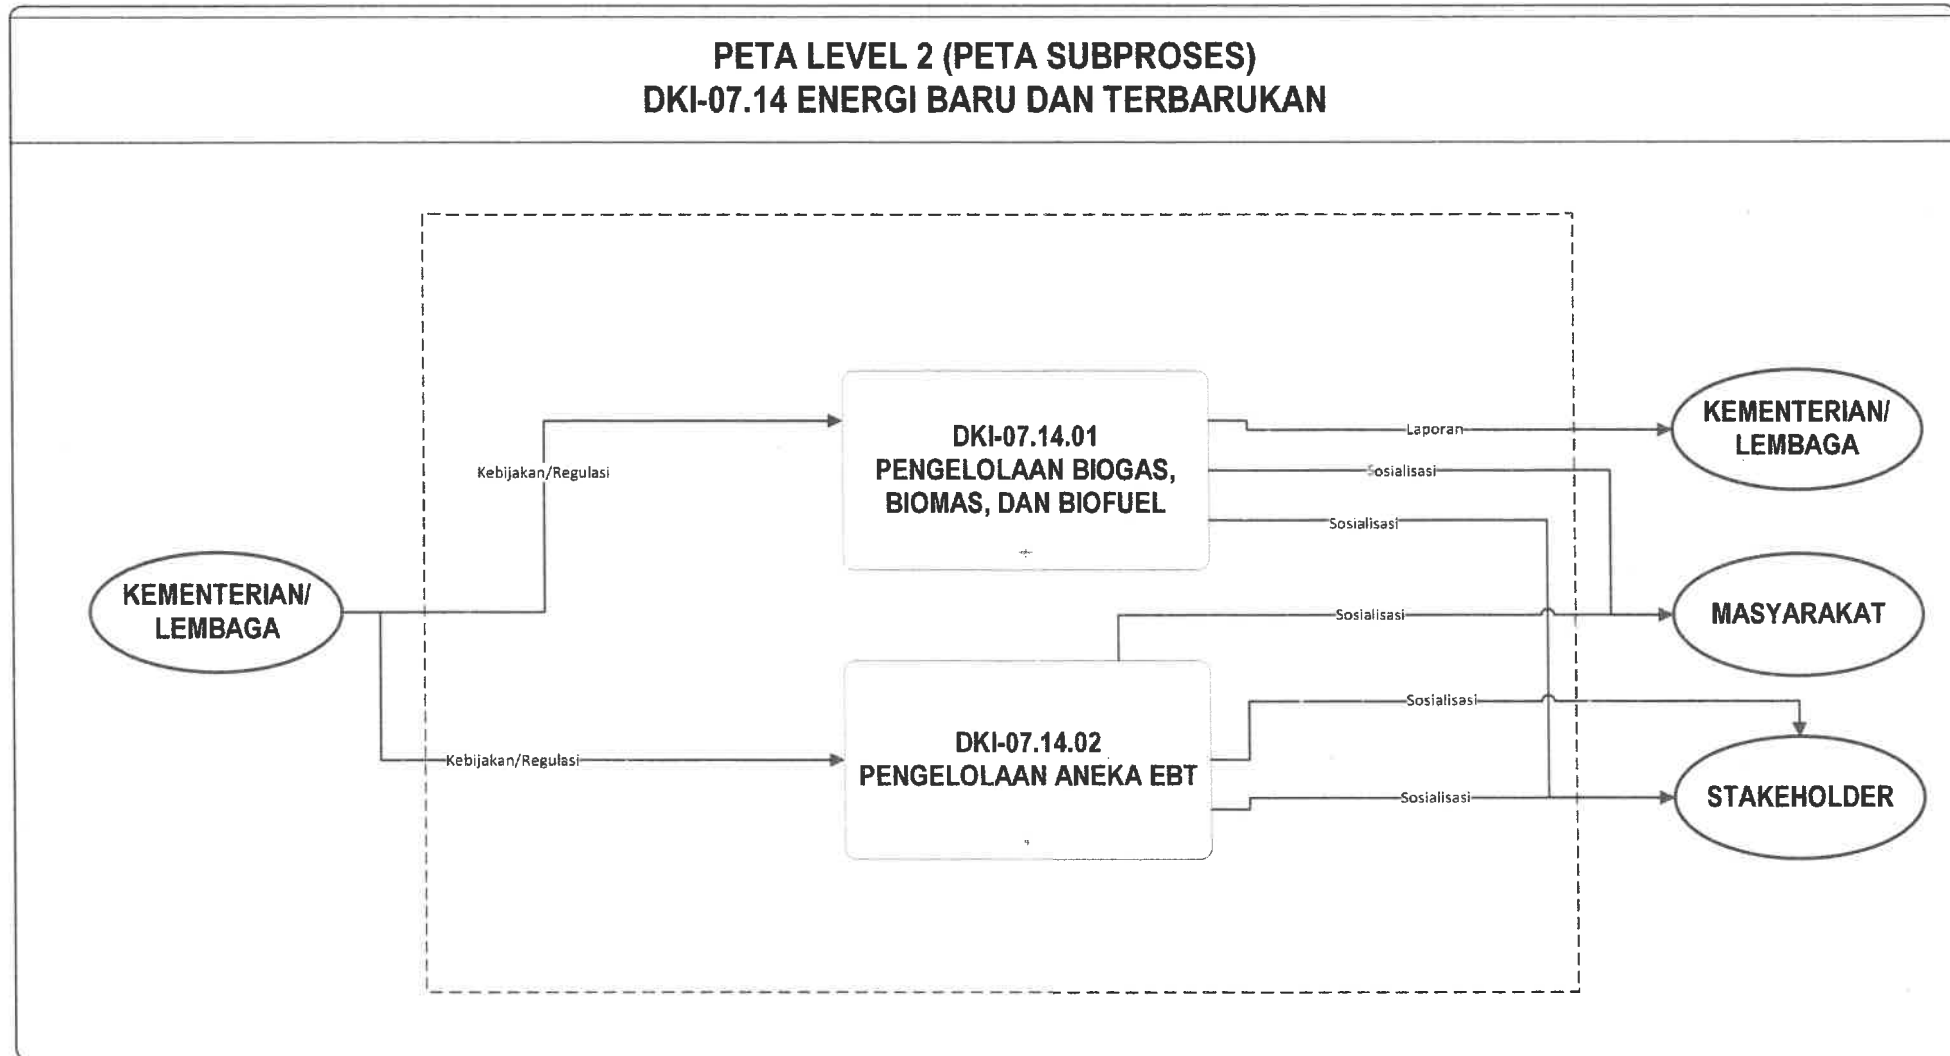 PETA LEVEL 2 (PETA SUBPROSES)
DKI-07.14 ENERGI BARU DAN TERBARUKAN
KEMENTERIAN/
LEMBAGA
Kebijakan/Regulasi
Kebijakan/Regulasi
DKI-07.14.01
PENGELOLAAN BIOGAS,
BIOMAS, DAN BIOFUEL
DKI-07.14.02
PENGELOLAAN ANEKA EBT
Laporan
Sosialisasi
Sosialisasi
Sosialisasi
Sosialisasi
Sosialisasi
KEMENTERIAN/
LEMBAGA
MASYARAKAT
STAKEHOLDER